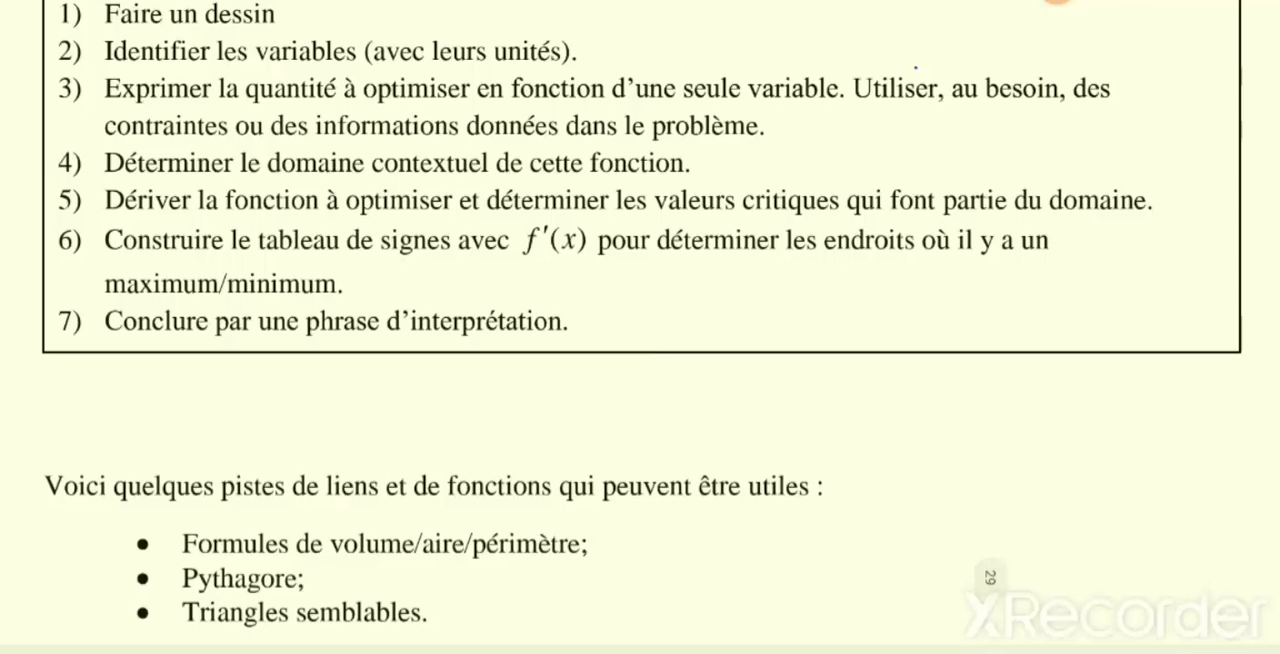 1) Faire un dessin
2) Identifier les variables (avec leurs unités).
3) Exprimer la quantité à optimiser en fonction d’une seule variable. Utiliser, au besoin, des
contraintes ou des informations données dans le problème.
4) Déterminer le domaine contextuel de cette fonction.
5) Dériver la fonction à optimiser et déterminer les valeurs critiques qui font partie du domaine.
6) Construire le tableau de signes avec f'(x) pour déterminer les endroits où il y a un
maximum/minimum.
7) Conclure par une phrase d’interprétation.
Voici quelques pistes de liens et de fonctions qui peuvent être utiles :
• Formules de volume/aire/périmètre;
• Pythagore;
• Triangles semblables.
29
XRecorder